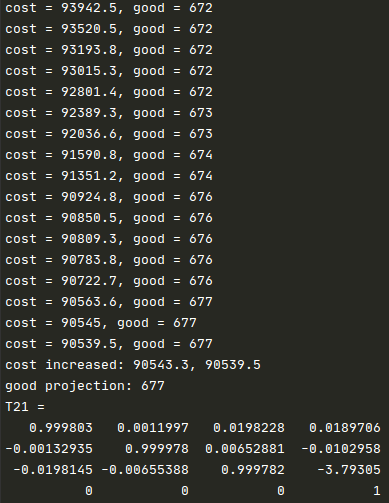 cost = 93942.5, good = 672
cost = 93520.5, good = 672
cost = 93193.8, good = 672
cost = 93015.3, good = 672
cost = 92801.4, good = 672
cost = 92389.3, good = 673
cost = 92036.6, good = 673
cost = 91590.8, good = 674
cost = 91351.2, good = 674
cost = 90924.8, good = 676
cost = 90850.5, good = 676
cost = 90809.3, good = 676
cost = 90783.8, good = 676
cost = 90722.7, good = 676
cost = 90563.6, good = 677
cost = 90545, good = 677
cost = 90539.5, good = 677
cost increased: 90543.3, 90539.5
good projection: 677
T21 =
0.999803 0.0011997 0.0198228 0.0189706
-0.00132935 0.999978 0.00652881 -0.0102958
-0.0198145 -0.00655388 0.999782 -3.79305
0 0 0 1